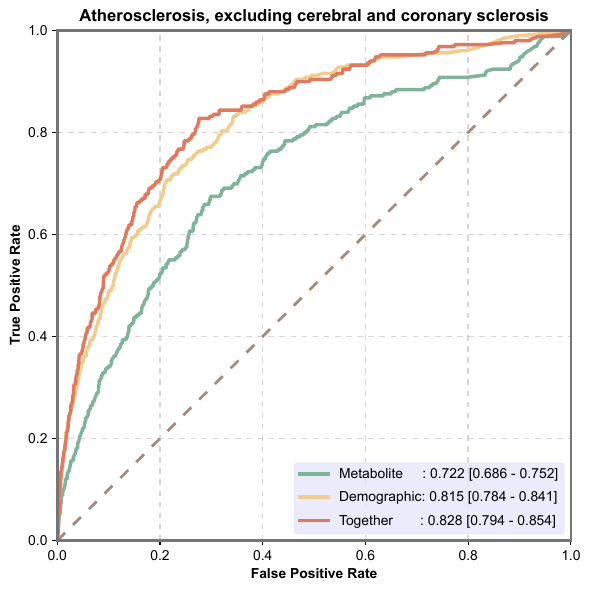 Atherosclerosis, excluding cerebral and coronary sclerosis
1.0
0.8
0.6
0.4
0.2
0.0
True Positive Rate
Metabolite : 0.722 [0.686 - 0.752]
Demographic: 0.815 [0.784 - 0.841]
Together : 0.828 [0.794 - 0.854]
0.0 0.2 0.4 0.6 0.8 1.0
False Positive Rate